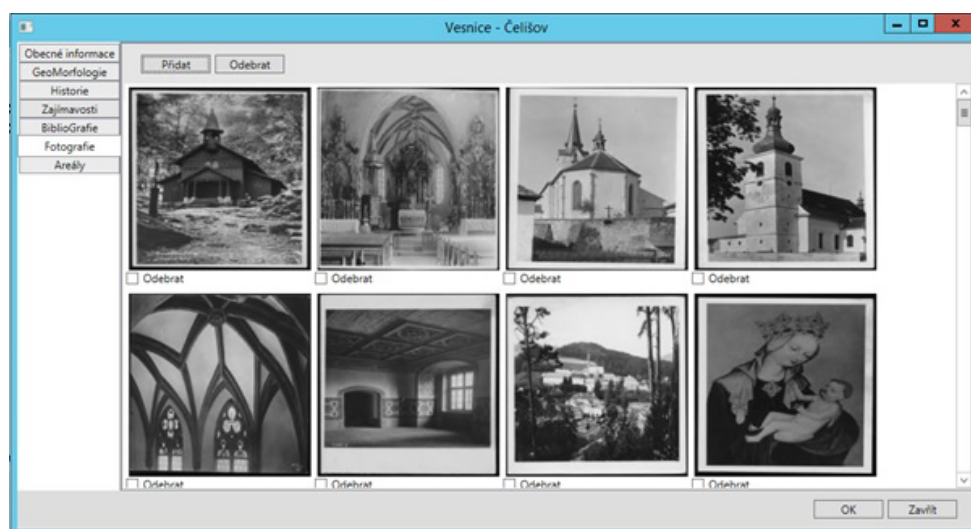 Vesnice - Čelišov
Obecné informace
GeoMorfologie
Historie
Zajímavosti
BiblioGrafie
Fotografie
Areály
Přidat Odebrat
Odebrat Odebrat Odebrat Odebrat
Odebrat Odebrat Odebrat Odebrat
OK Zavřít